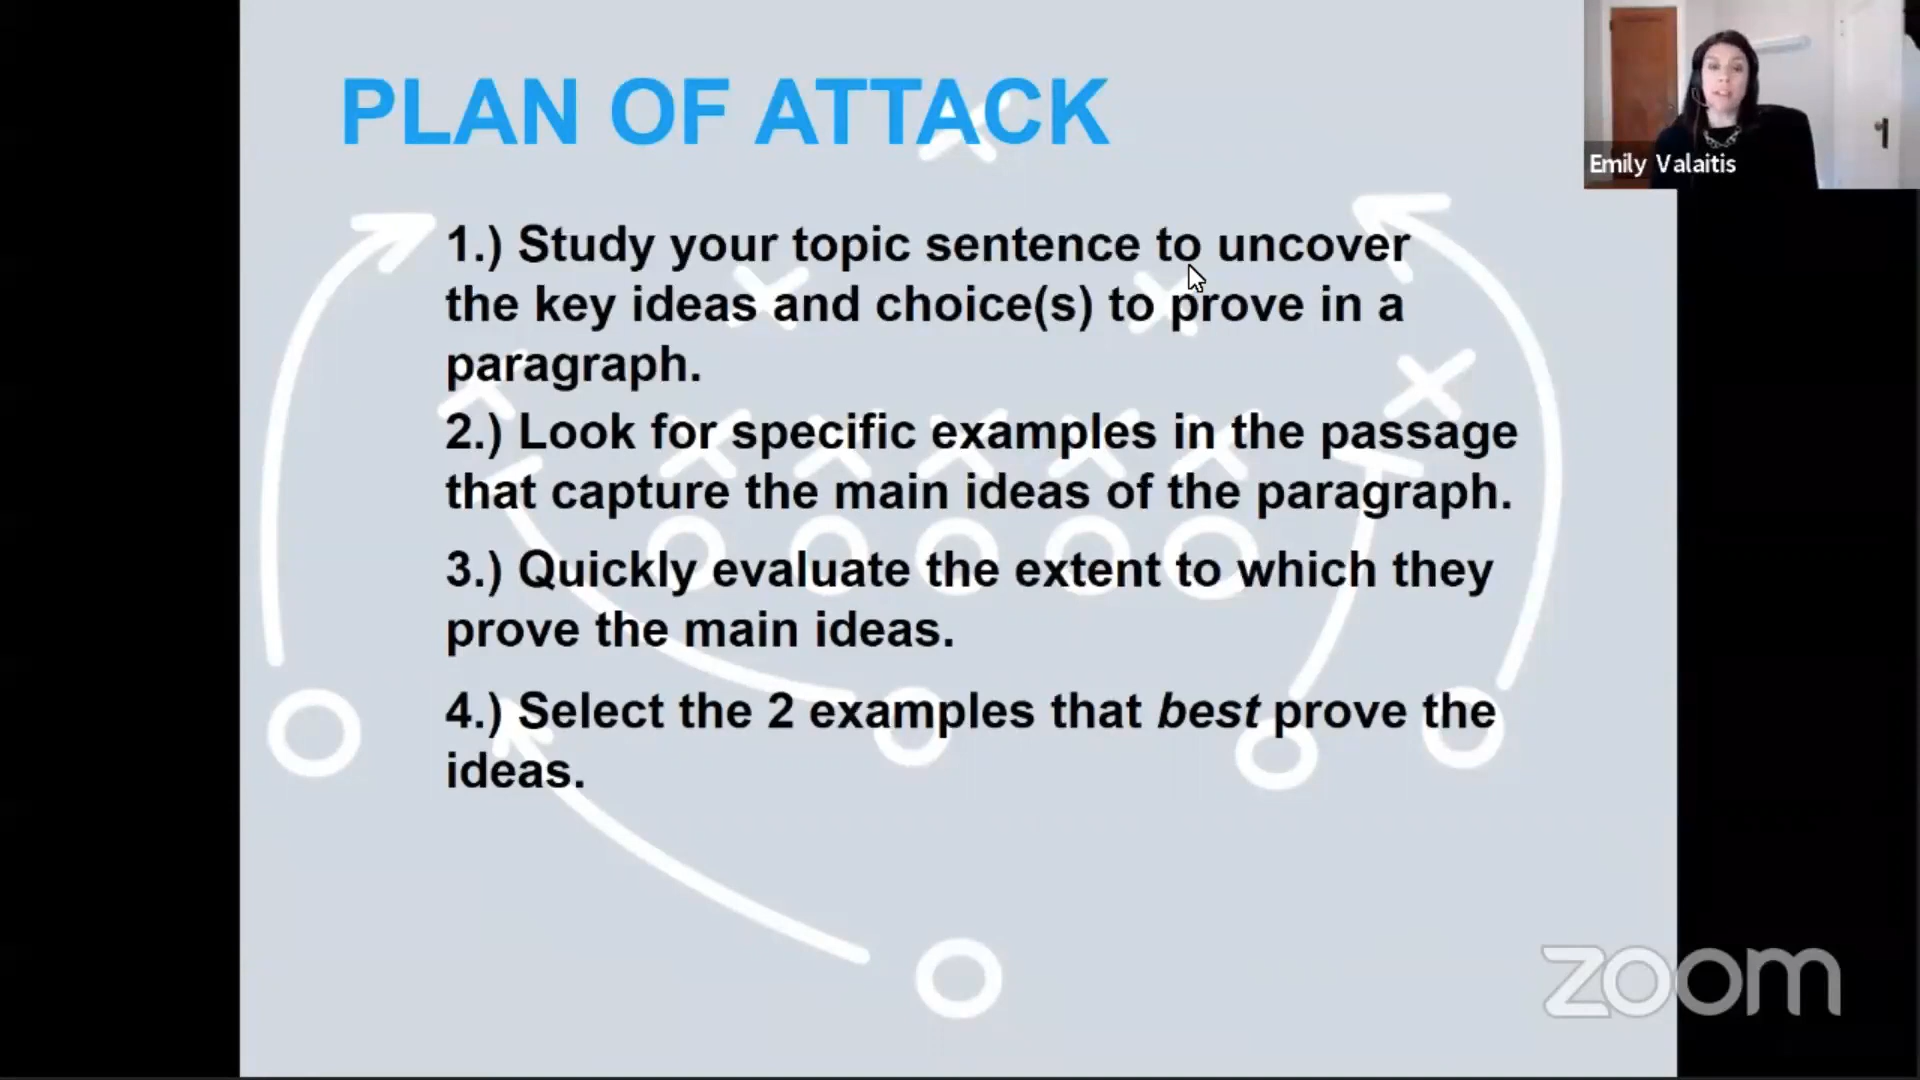 PLAN OF ATTACK
Emily Valaitis
1.) Study your topic sentence to uncover
the key ideas and choice(s) to prove in a
paragraph.
2.) Look for specific examples in the passage
that capture the main ideas of the paragraph.
3.) Quickly evaluate the extent to which they
prove the main ideas.
4.) Select the 2 examples that best prove the
ideas.
zoom